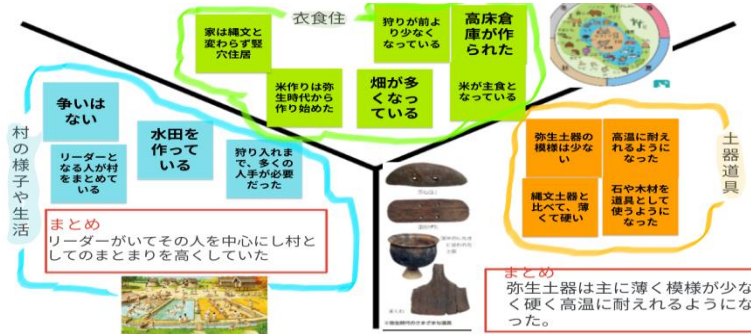 衣食住
家は縄文と
変わらず竪
穴住居
狩りが前よ
り少なく
なっている
高床倉
庫が作
られた
米作りは弥
生時代から
作り始めた
畑が多
くなっ
ている
米が主食と
なっている
村の様子や生活
争いは
ない
水田を
作って
いる
リーダーと
なる人が村
をまとめて
いる
狩り入れま
で、多くの
人手が必要
だった
まとめ
リーダーがいてその人を中心にし村と
してのまとまりを高くしていた
土器道具
弥生土器の
模様は少な
い
高温に耐え
れるように
なった
縄文土器と
比べて、薄
くて硬い
石や木材を
道具として
使うように
なった
まとめ
弥生土器は主に薄く模様が少な
く硬く高温に耐えれるようにな
った。